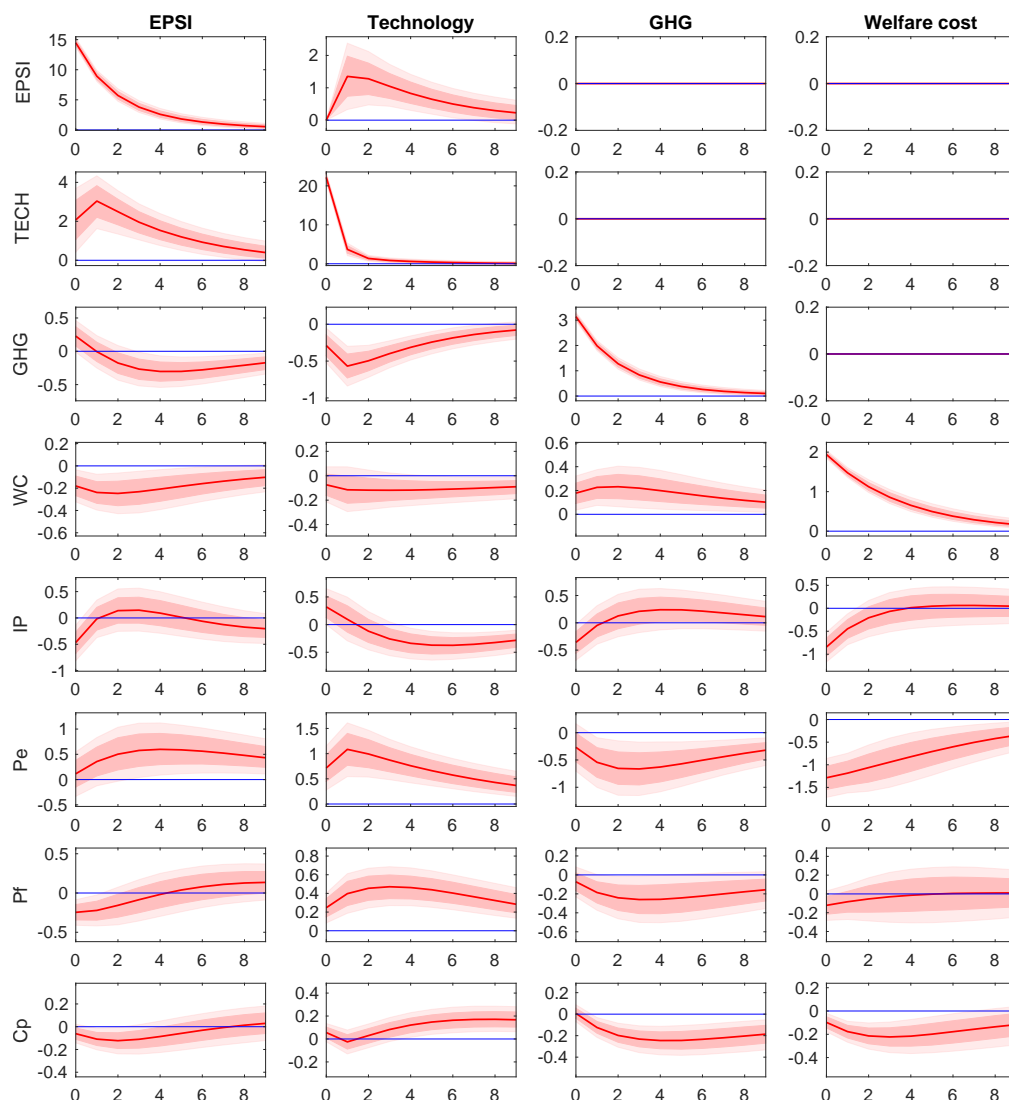 EPSI Technology GHG Welfare cost
EPSI
15 10 5 0
2 1 0
0.2 0 -0.2
0.2 0 -0.2
0 2 4 6 8 0 2 4 6 8 0 2 4 6 8 0 2 4 6 8
TECH
4 2 0
20 10 0
0.2 0 -0.2
0.2 0 -0.2
0 2 4 6 8 0 2 4 6 8 0 2 4 6 8 0 2 4 6 8
GHG
0.5 0 -0.5
0 -0.5 -1
3 2 1 0
0.2 0 -0.2
0 2 4 6 8 0 2 4 6 8 0 2 4 6 8 0 2 4 6 8
WC
0.2 0 -0.2 -0.4 -0.6
0.2 0 -0.2 -0.4
0.6 0.4 0.2 0
2 1 0
0 2 4 6 8 0 2 4 6 8 0 2 4 6 8 0 2 4 6 8
IP
0.5 0 -0.5 -1
0.5 0 -0.5
0.5 0 -0.5
0.5 0 -0.5 -1
0 2 4 6 8 0 2 4 6 8 0 2 4 6 8 0 2 4 6 8
Pe
1 0.5 0 -0.5
1.5 1 0.5 0
0 -0.5 -1
0 -0.5 -1 -1.5
0 2 4 6 8 0 2 4 6 8 0 2 4 6 8 0 2 4 6 8
Pf
0.5 0 -0.5
0.8 0.6 0.4 0.2 0
0.2 0 -0.2 -0.4 -0.6
0.4 0.2 0 -0.2 -0.4
0 2 4 6 8 0 2 4 6 8 0 2 4 6 8 0 2 4 6 8
Cp
0.2 0 -0.2 -0.4
0.4 0.2 0 -0.2
0.2 0 -0.2 -0.4
0.2 0 -0.2 -0.4
0 2 4 6 8 0 2 4 6 8 0 2 4 6 8 0 2 4 6 8